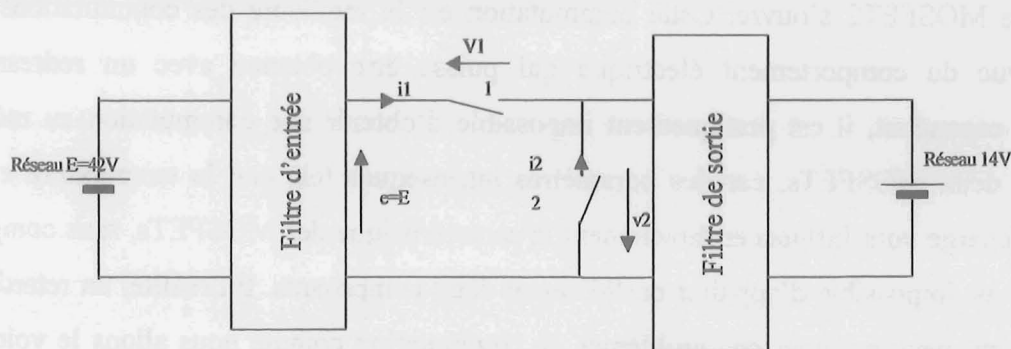 V1
i1
1
Réseau E=42V
Filtre d'entrée
e=E
i2
2
v2
Filtre de sortie
Réseau 14V